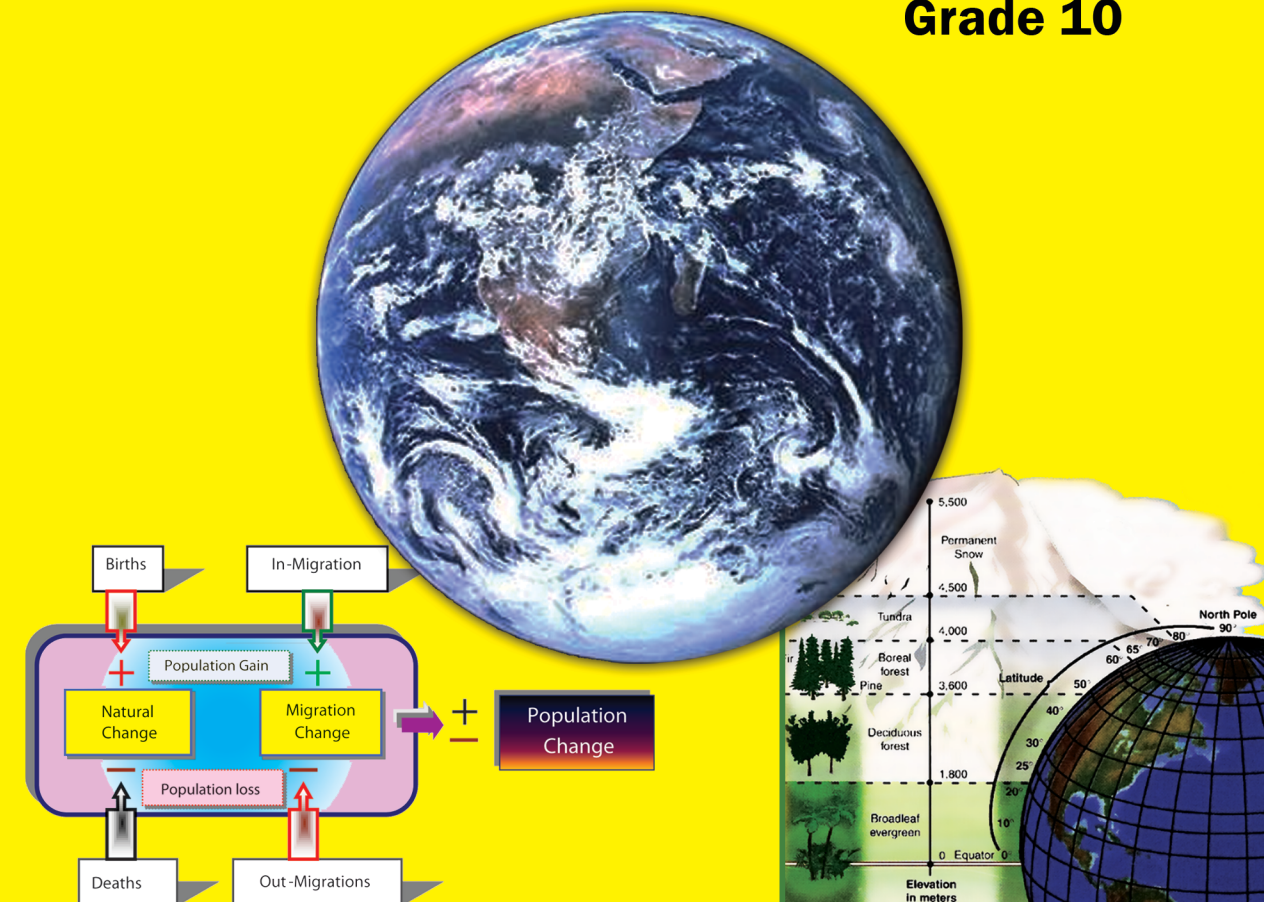 Grade 10
Births
In-Migration
+
Population Gain
+
Natural
Change
Migration
Change
+
−
Population
Change
−
Population loss
−
Deaths
Out-Migrations
5,500
Permanent
Snow
4,500
Tundra
4,000
Boreal
forest
Pine
3,600
Deciduous
forest
1.800
Broadleaf
evergreen
0 Equator 0°
Elevation
in meters
North Pole
90°
80°
70°
65°
60°
Latitude
50°
40°
30°
25°
20°
10°